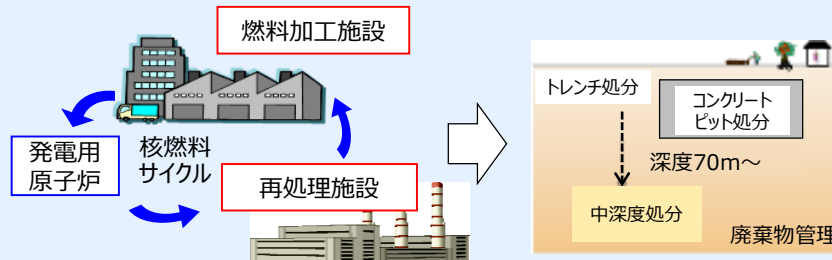 燃料加工施設
発電用
原子炉
核燃料
サイクル
再処理施設
トレンチ処分
コンクリート
ピット処分
深度70m～
中深度処分
廃棄物管理